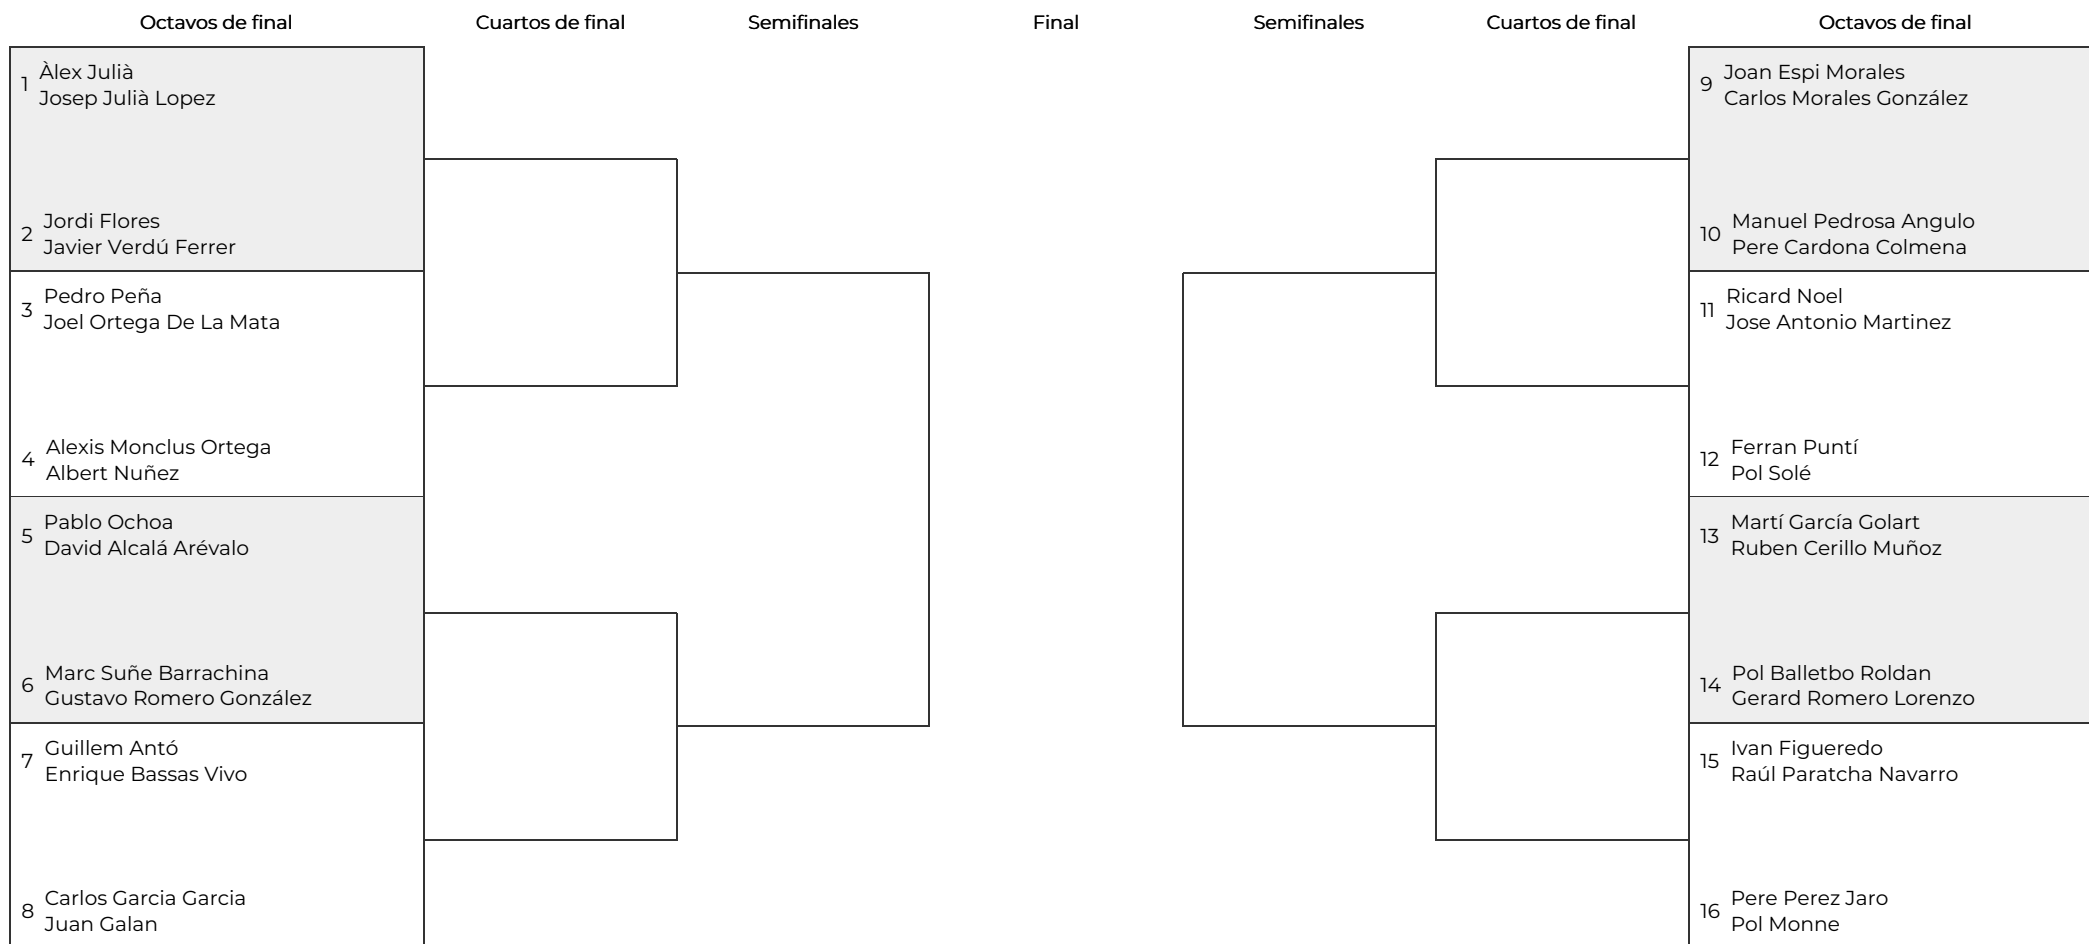 Octavos de final
Cuartos de final
Semifinales
Final
Semifinales
Cuartos de final
Octavos de final
1
Àlex Julià
Josep Julià Lopez
2
Jordi Flores
Javier Verdú Ferrer
3
Pedro Peña
Joel Ortega De La Mata
4
Alexis Monclus Ortega
Albert Nuñez
5
Pablo Ochoa
David Alcalá Arévalo
6
Marc Suñe Barrachina
Gustavo Romero González
7
Guillem Antó
Enrique Bassas Vivo
8
Carlos Garcia Garcia
Juan Galan
9
Joan Espi Morales
Carlos Morales González
10
Manuel Pedrosa Angulo
Pere Cardona Colmena
11
Ricard Noel
Jose Antonio Martinez
12
Ferran Puntí
Pol Solé
13
Martí García Golart
Ruben Cerillo Muñoz
14
Pol Balletbo Roldan
Gerard Romero Lorenzo
15
Ivan Figueredo
Raúl Paratcha Navarro
16
Pere Perez Jaro
Pol Monne